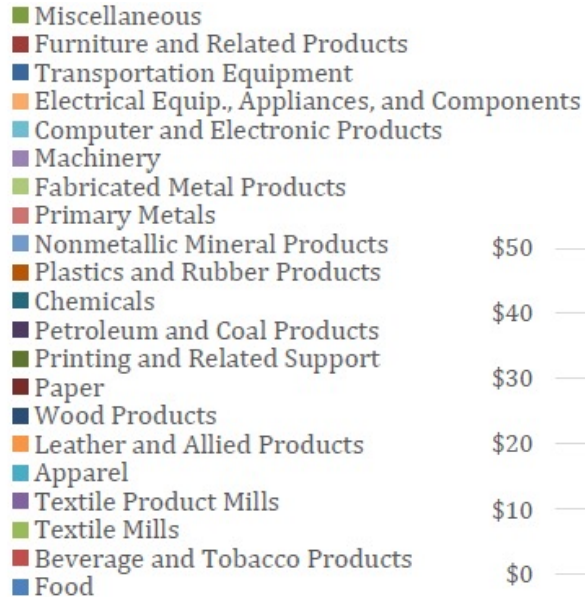 Miscellaneous
Furniture and Related Products
Transportation Equipment
Electrical Equip., Appliances, and Components
Computer and Electronic Products
Machinery
Fabricated Metal Products
Primary Metals
Nonmetallic Mineral Products
Plastics and Rubber Products
Chemicals
Petroleum and Coal Products
Printing and Related Support
Paper
Wood Products
Leather and Allied Products
Apparel
Textile Product Mills
Textile Mills
Beverage and Tobacco Products
Food
$50
$40
$30
$20
$10
$0